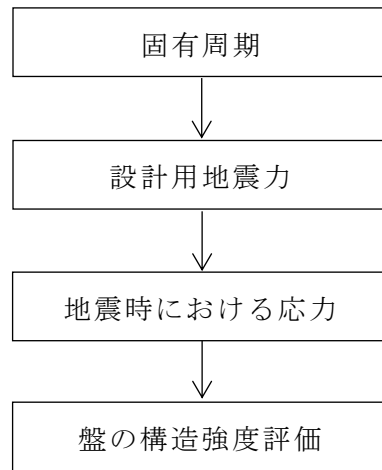 固有周期
設計用地震力
地震時における応力
盤の構造強度評価